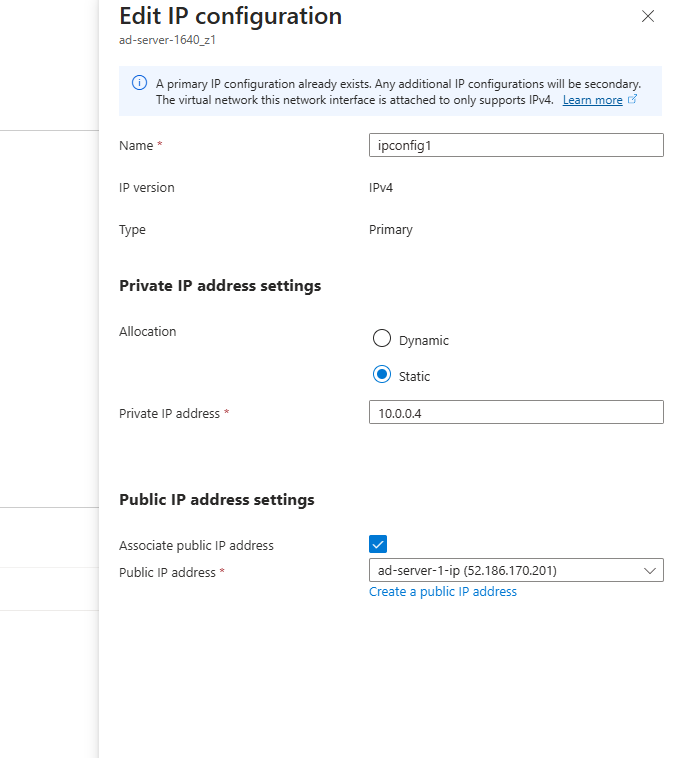 Edit IP configuration
ad-server-1640_z1
A primary IP configuration already exists. Any additional IP configurations will be secondary.
The virtual network this network interface is attached to only supports IPv4. Learn more
Name *
ipconfig1
IP version
IPv4
Type
Primary
Private IP address settings
Allocation
Dynamic
Static
Private IP address *
10.0.0.4
Public IP address settings
Associate public IP address
Public IP address *
ad-server-1-ip (52.186.170.201)
Create a public IP address